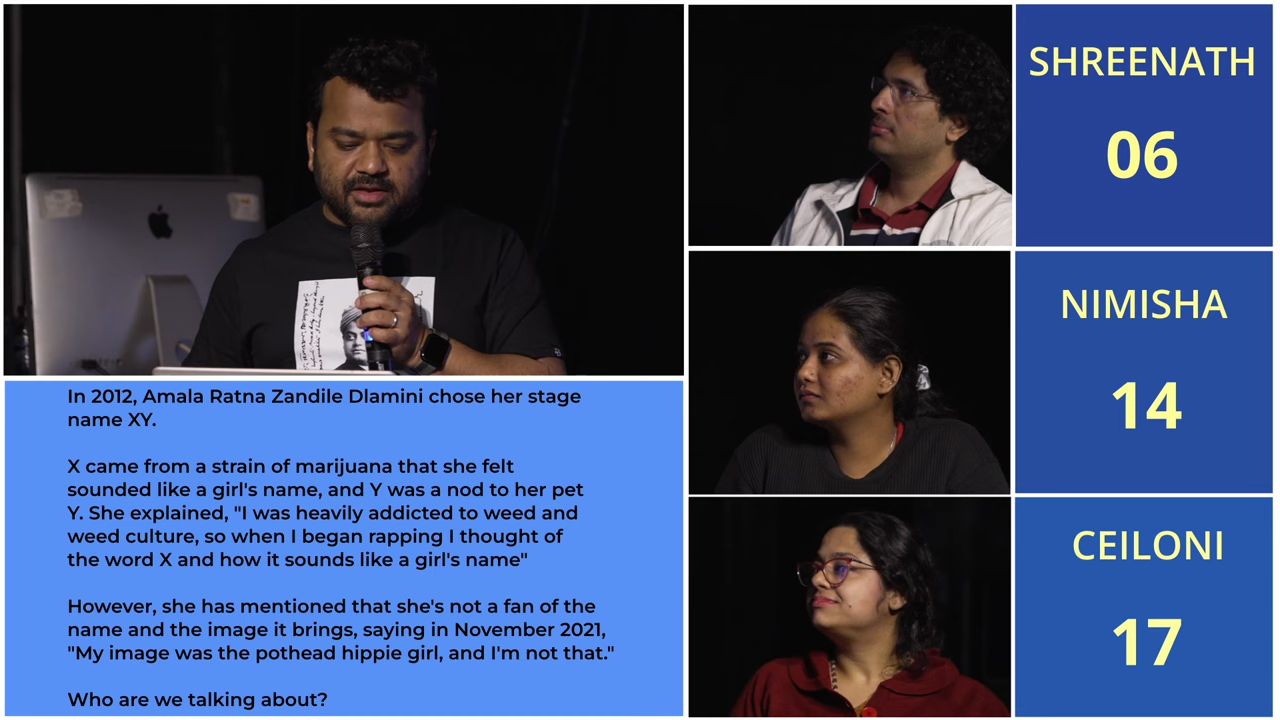 In 2012, Amala Ratna Zandile Dlamini chose her stage
name XY.
X came from a strain of marijuana that she felt
sounded like a girl's name, and Y was a nod to her pet
Y. She explained, "I was heavily addicted to weed and
weed culture, so when I began rapping I thought of
the word X and how it sounds like a girl's name"
However, she has mentioned that she's not a fan of the
name and the image it brings, saying in November 2021,
"My image was the pothead hippie girl, and I'm not that."
Who are we talking about?
SHREENATH
06
NIMISHA
14
CEILONI
17